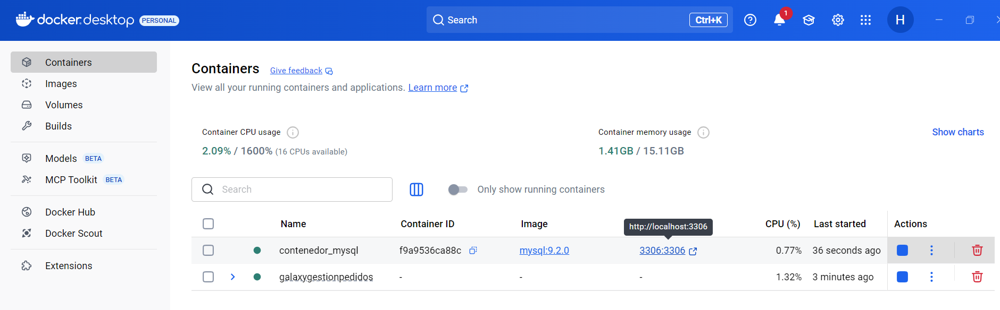 docker.desktop PERSONAL
Search Ctrl+K
1
H
Containers
Images
Volumes
Builds
Models BETA
MCP Toolkit BETA
Docker Hub
Docker Scout
Extensions
Containers Give feedback
View all your running containers and applications. Learn more
Container CPU usage
2.09% / 1600% (16 CPUs available)
Container memory usage
1.41GB / 15.11GB
Show charts
Search
Only show running containers
Name Container ID Image CPU (%) Last started Actions
http://localhost:3306
contenedor_mysql f9a9536ca88c mysql:9.2.0 3306:3306 0.77% 36 seconds ago
galaxygestionpedidos - - - 1.32% 3 minutes ago